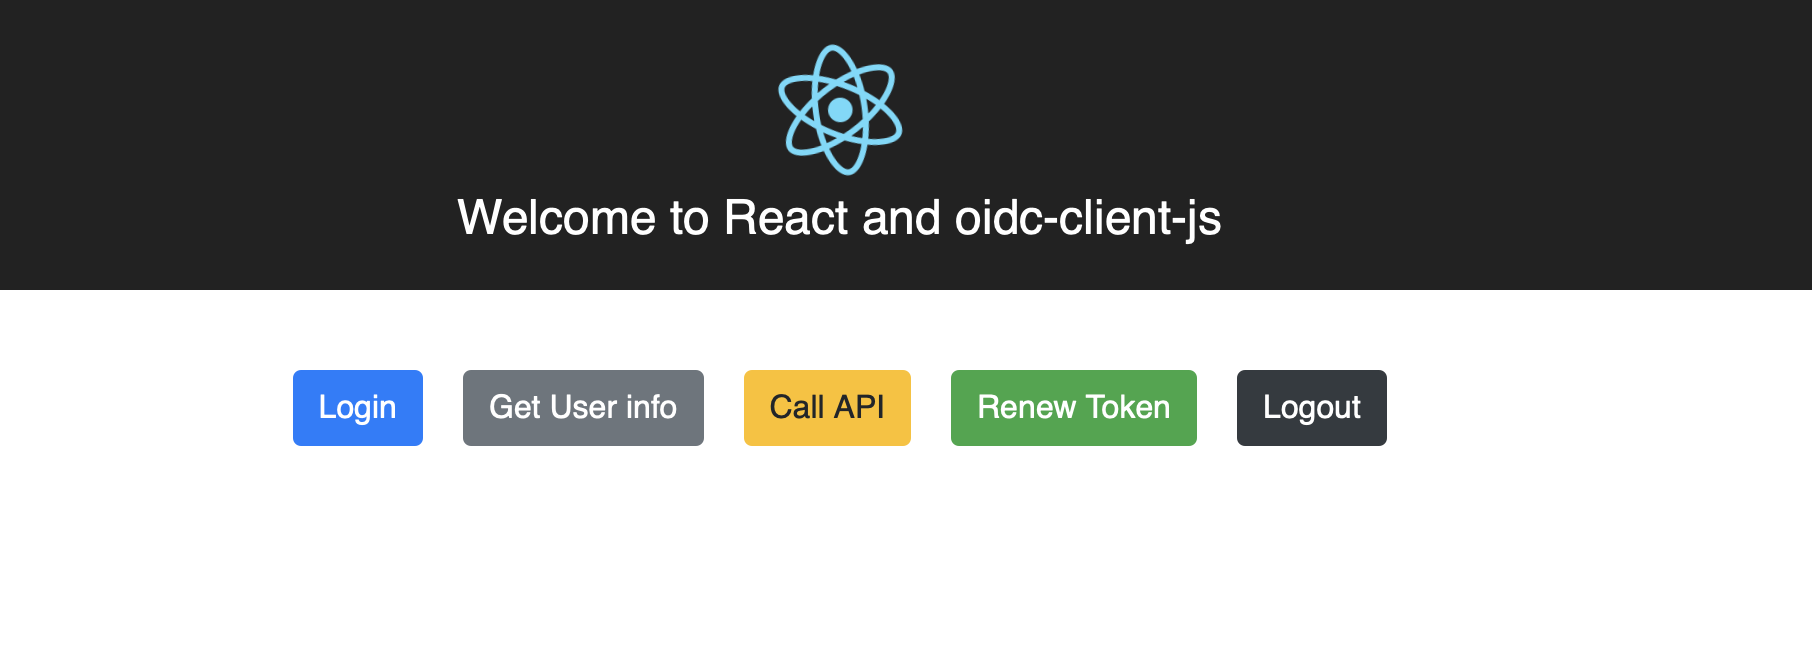 Welcome to React and oidc-client-js
Login Get User info Call API Renew Token Logout